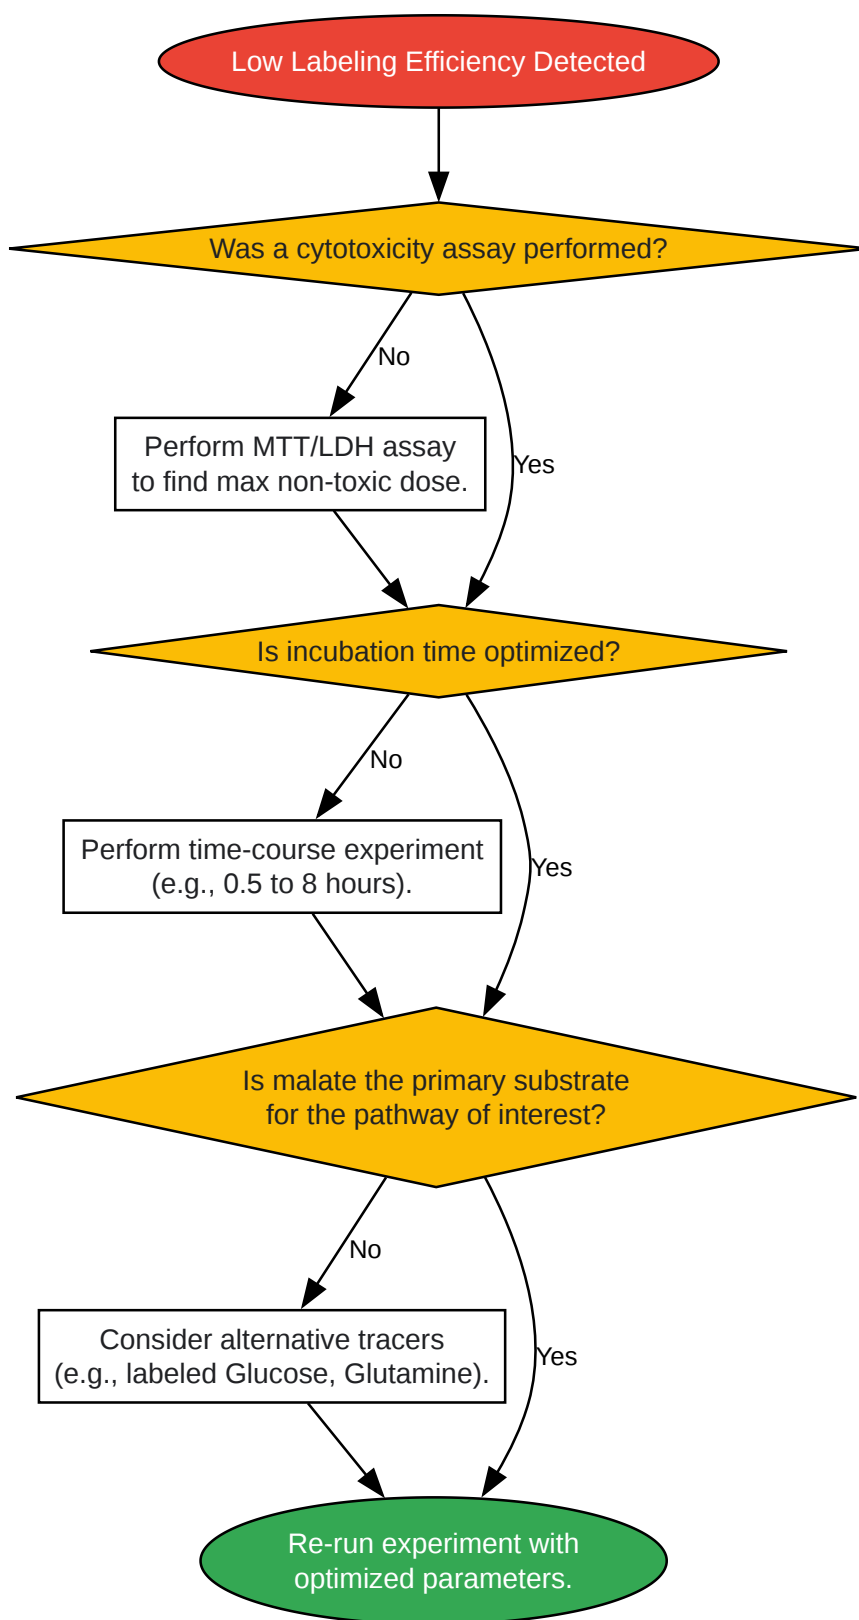 Low Labeling Efficiency Detected
Was a cytotoxicity assay performed?
No
Perform MTT/LDH assay
to find max non-toxic dose.
Yes
Is incubation time optimized?
No
Perform time-course experiment
(e.g., 0.5 to 8 hours).
Yes
Is malate the primary substrate
for the pathway of interest?
No
Consider alternative tracers
(e.g., labeled Glucose, Glutamine).
Yes
Re-run experiment with
optimized parameters.